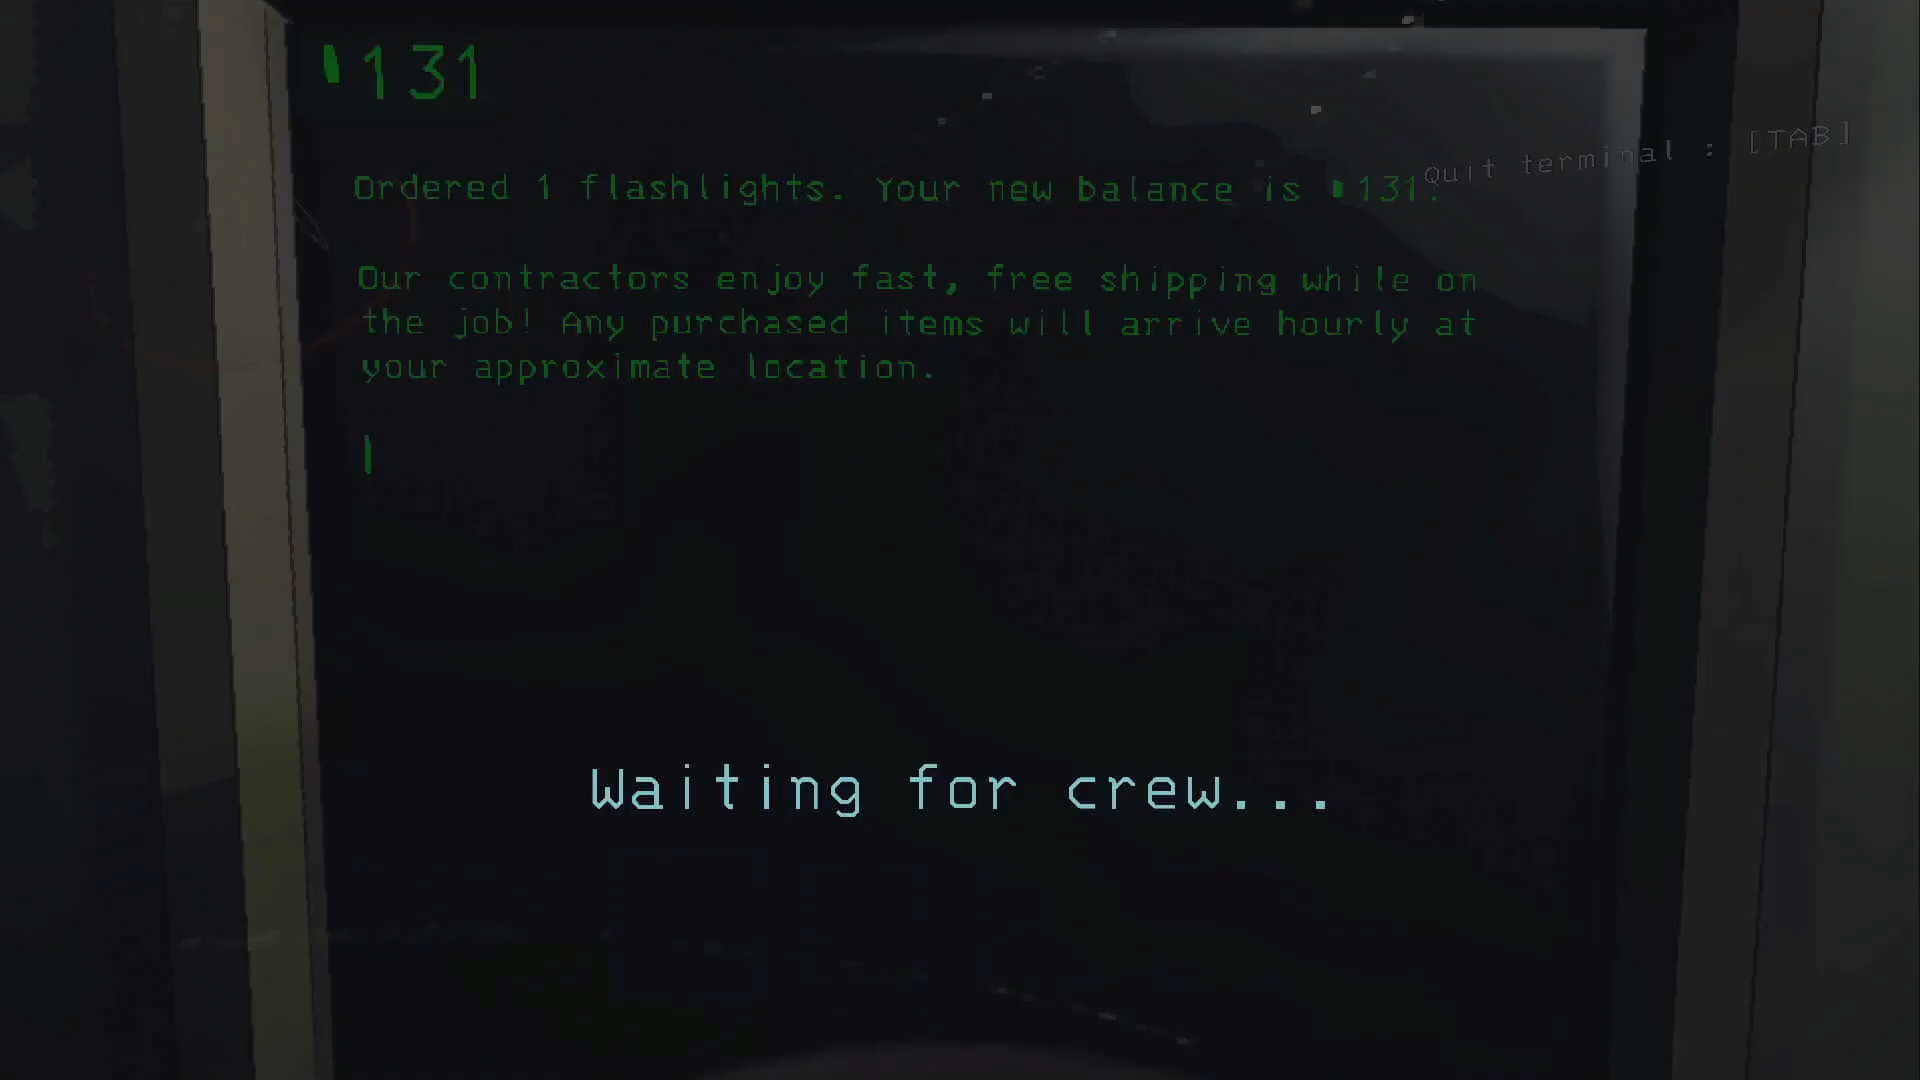 ▮131
Quit terminal : [TAB]
Ordered 1 flashlights. Your new balance is ▮131.
Our contractors enjoy fast, free shipping while on
the job! Any purchased items will arrive hourly at
your approximate location.
Waiting for crew...